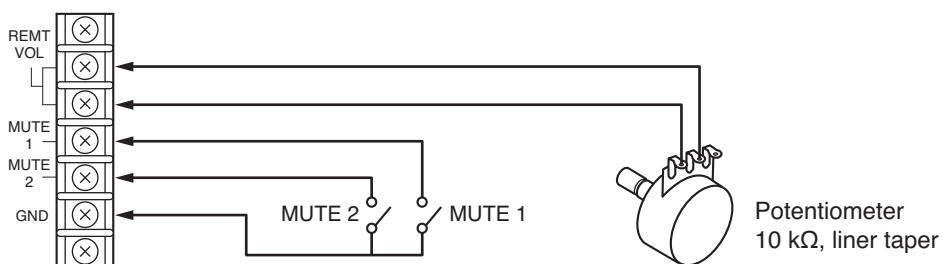 REMT
VOL
MUTE
1
MUTE
2
GND
MUTE 2
MUTE 1
Potentiometer
10 kΩ, liner taper